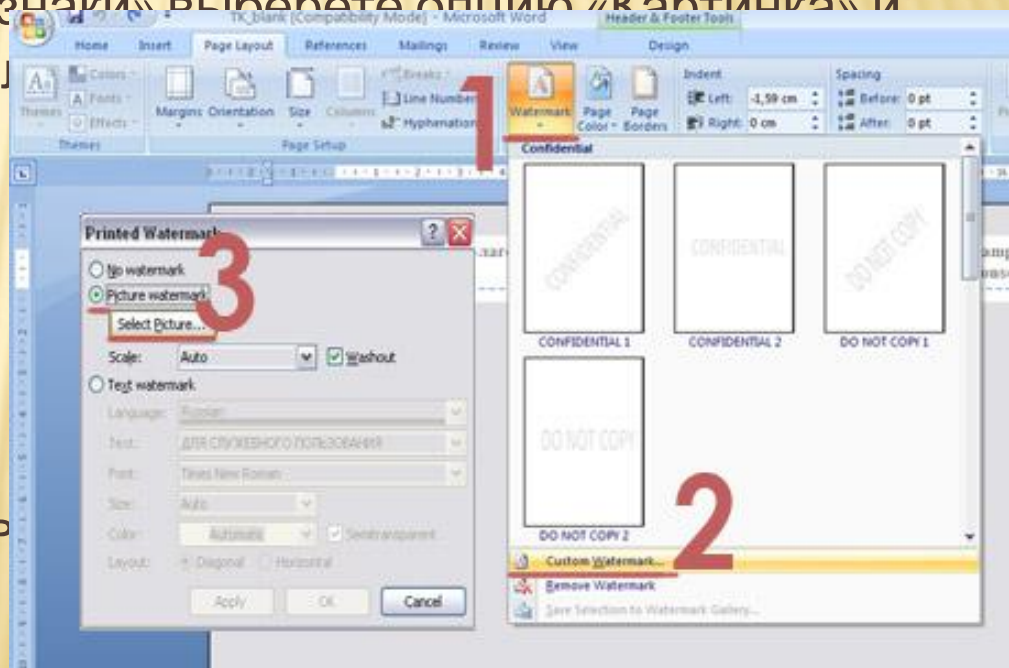 знаки» выберете опцию «Картинка» и
TK_blank [Compatibility Mode] - Microsoft Word
Header & Footer Tools
Home Insert Page Layout References Mailings Review View Design
Colors
Fonts
Effects
Themes
Margins Orientation Size Columns
Breaks
Line Number
Hyphenation
Watermark Page Color Page Borders
Indent
Left: -1,59 cm
Right: 0 cm
Spacing
Before: 0 pt
After: 0 pt
Themes
Page Setup
1
Confidential
CONFIDENTIAL
CONFIDENTIAL
DO NOT COPY
CONFIDENTIAL 1
CONFIDENTIAL 2
DO NOT COPY 1
DO NOT COPY
DO NOT COPY 2
2
Custom Watermark...
Remove Watermark
Save Selection to Watermark Gallery...
Printed Watermark
3
No watermark
Picture watermark
Select Picture...
Scale: Auto
Washout
Text watermark
Language: Russian
Text: ДЛЯ СЛУЖЕБНОГО ПОЛЬЗОВАНИЯ
Font: Times New Roman
Size: Auto
Color: Automatic
Semitransparent
Layout: Diagonal Horizontal
Apply OK Cancel